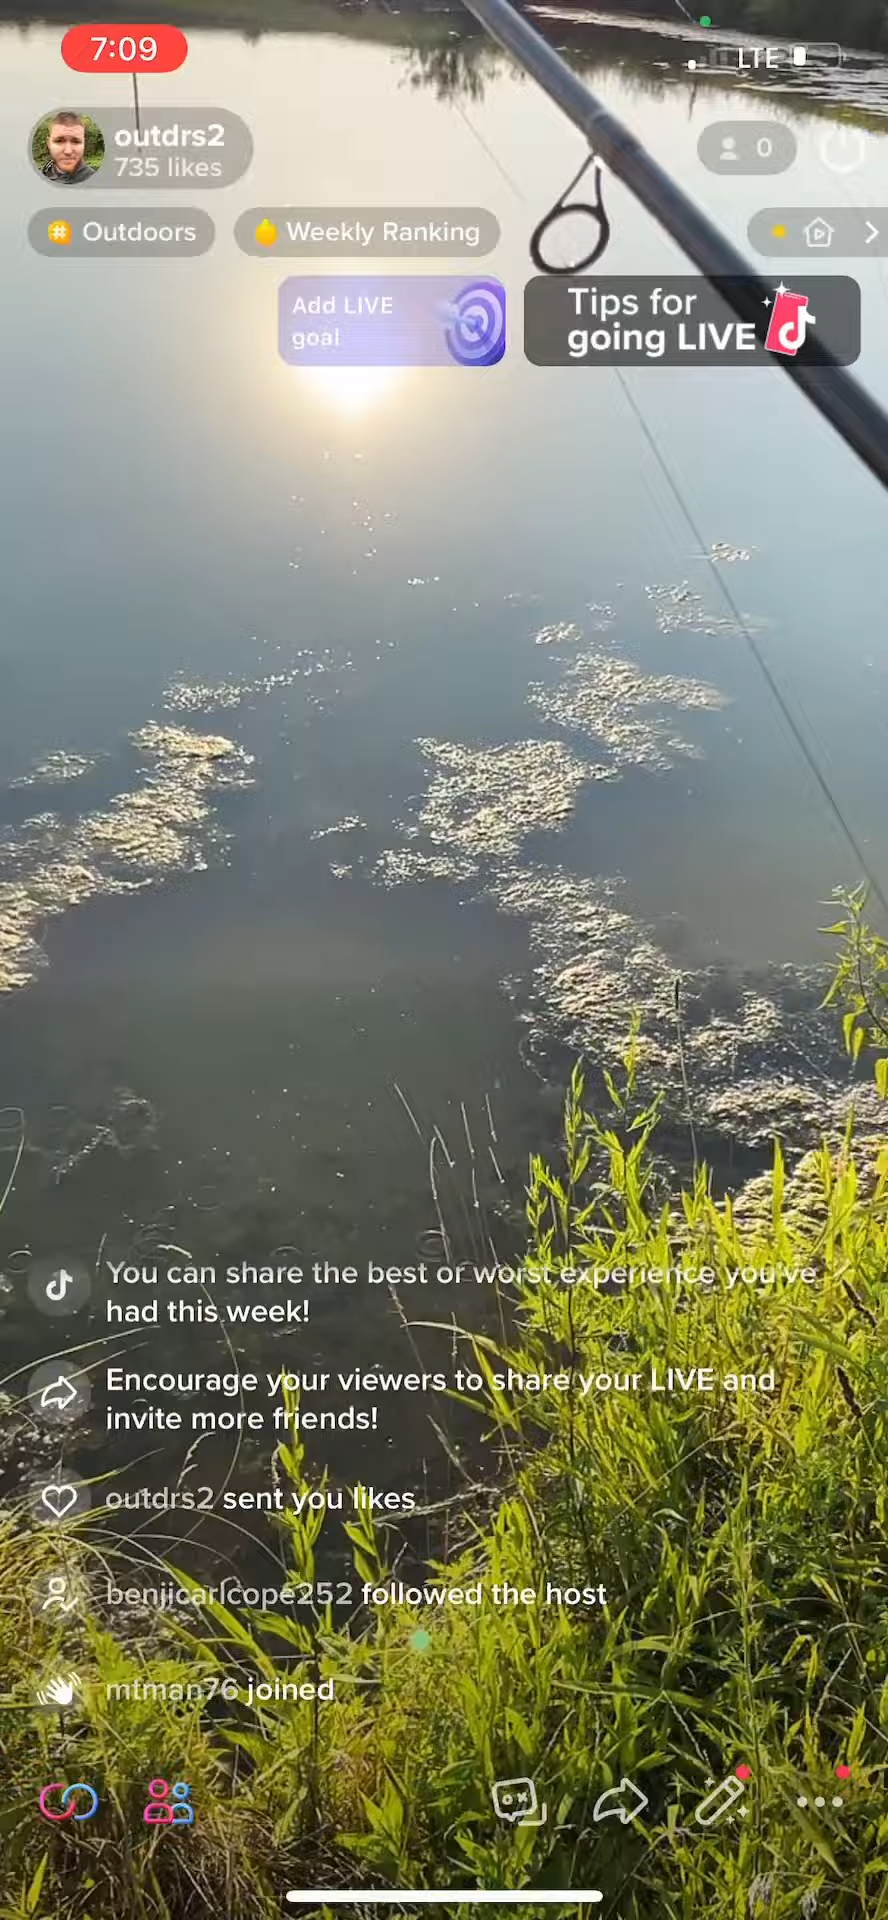 7:09
LTE
outdrs2
735 likes
0
Outdoors
Weekly Ranking
Add LIVE
goal
Tips for
going LIVE
You can share the best or worst experience you've
had this week!
Encourage your viewers to share your LIVE and
invite more friends!
outdrs2 sent you likes
benjicarlcope252 followed the host
mtman76 joined